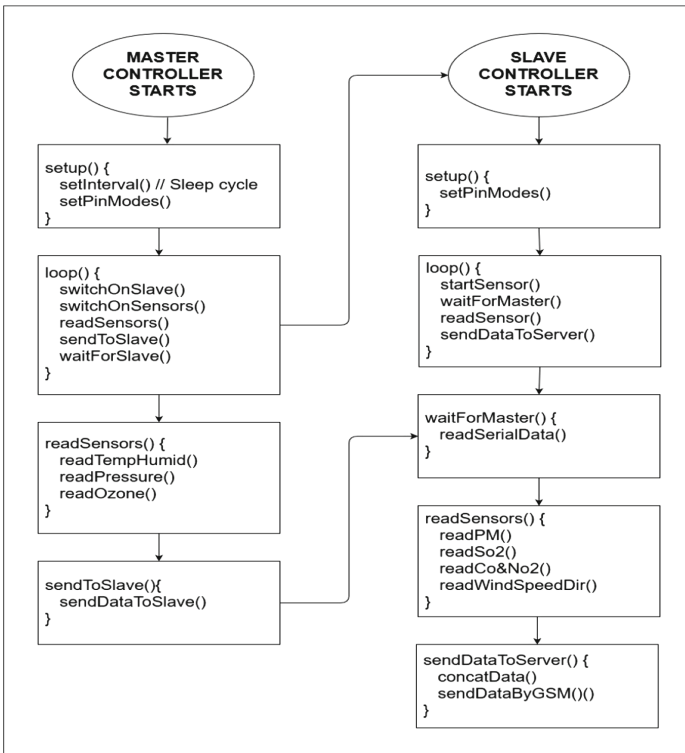 MASTER
CONTROLLER
STARTS
setup() {
setInterval() // Sleep cycle
setPinModes()
}
loop() {
switchOnSlave()
switchOnSensors()
readSensors()
sendToSlave()
waitForSlave()
}
readSensors() {
readTempHumid()
readPressure()
readOzone()
}
sendToSlave(){
sendDataToSlave()
}
SLAVE
CONTROLLER
STARTS
setup() {
setPinModes()
}
loop() {
startSensor()
waitForMaster()
readSensor()
sendDataToServer()
}
waitForMaster() {
readSerialData()
}
readSensors() {
readPM()
readSo2()
readCo&No2()
readWindSpeedDir()
}
sendDataToServer() {
concatData()
sendDataByGSM()()
}